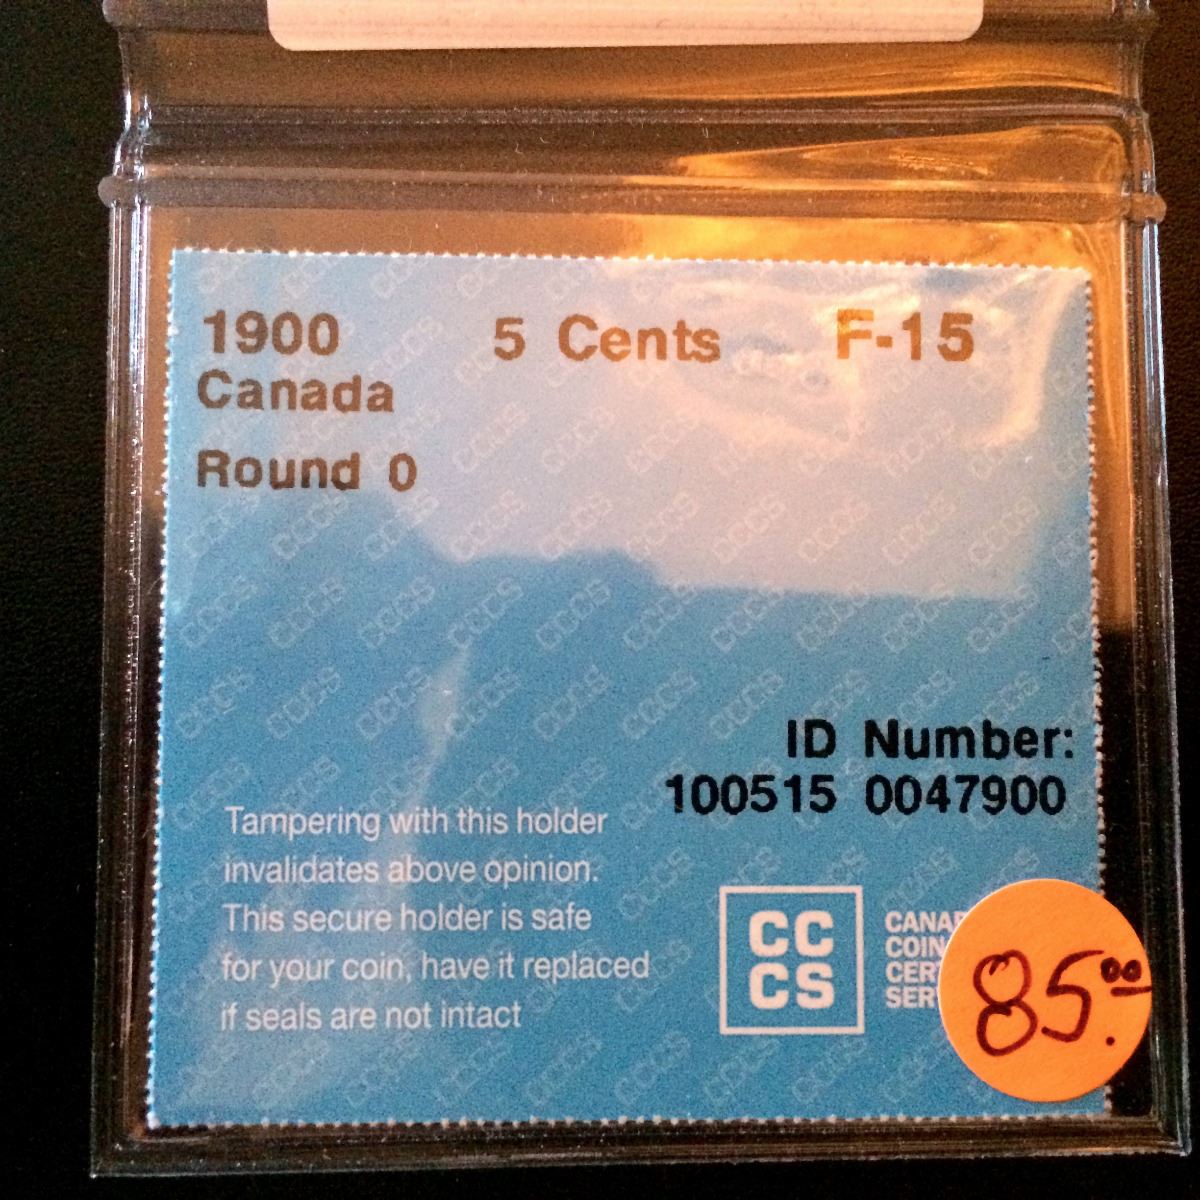 1900 5 Cents F-15
Canada
Round 0
ID Number:
100515 0047900
Tampering with this holder
invalidates above opinion.
This secure holder is safe
for your coin, have it replaced
if seals are not intact
CC
CS
COIN
85.00